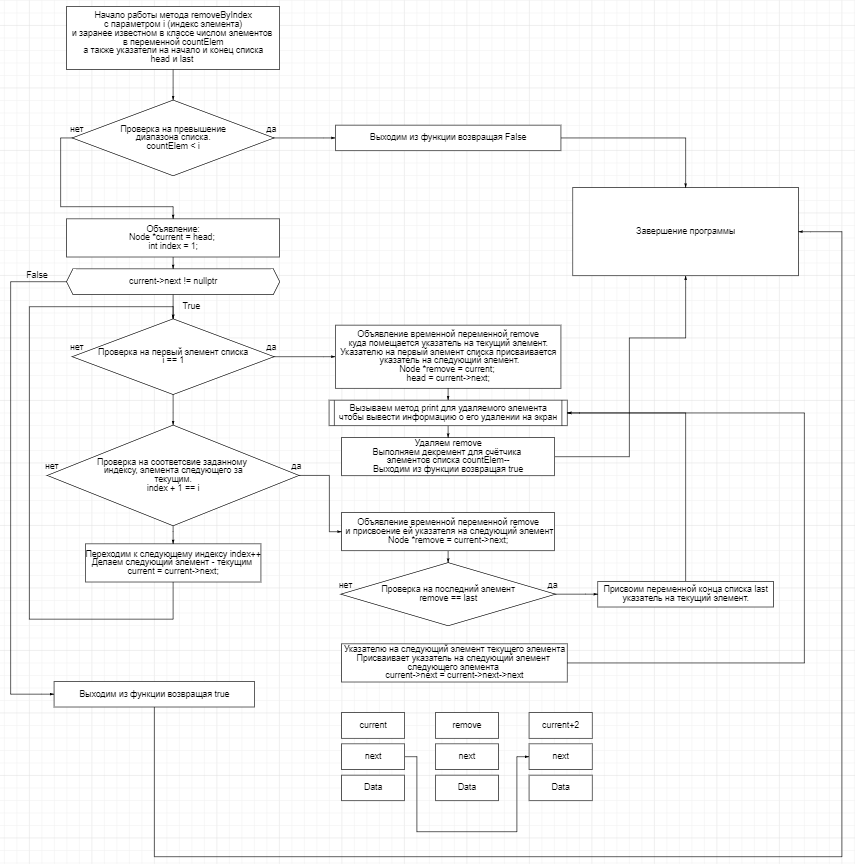 Начало работы метода removeByIndex
с параметром i (индекс элемента)
и заранее известном в классе числом элементов
в переменной countElem
а также указатели на начало и конец списка
head и last
нет
Проверка на превышение
диапазона списка.
countElem < i
да
Выходим из функции возвращая False
Завершение программы
Объявление:
Node *current = head;
int index = 1;
False
current->next != nullptr
True
нет
Проверка на первый элемент списка
i == 1
да
Объявление временной переменной remove
куда помещается указатель на текущий элемент.
Указателю на первый элемент списка присваивается
указатель на следующий элемент.
Node *remove = current;
head = current->next;
Вызываем метод print для удаляемого элемента
чтобы вывести информацию о его удалении на экран
Удаляем remove
Выполняем декремент для счётчика
элементов списка countElem--
Выходим из функции возвращая true
нет
Проверка на соответсвие заданному
индексу, элемента следующего за
текущим.
index + 1 == i
да
Объявление временной переменной remove
и присвоение ей указателя на следующий элемент
Node *remove = current->next;
Переходим к следующему индексу index++
Делаем следующий элемент - текущим
current = current->next;
нет
Проверка на последний элемент
remove == last
да
Присвоим переменной конца списка last
указатель на текущий элемент.
Указателю на следующий элемент текущего элемента
Присваивает указатель на следующий элемент
следующего элемента
current->next = current->next->next
Выходим из функции возвращая true
current
remove
current+2
next
next
next
Data
Data
Data